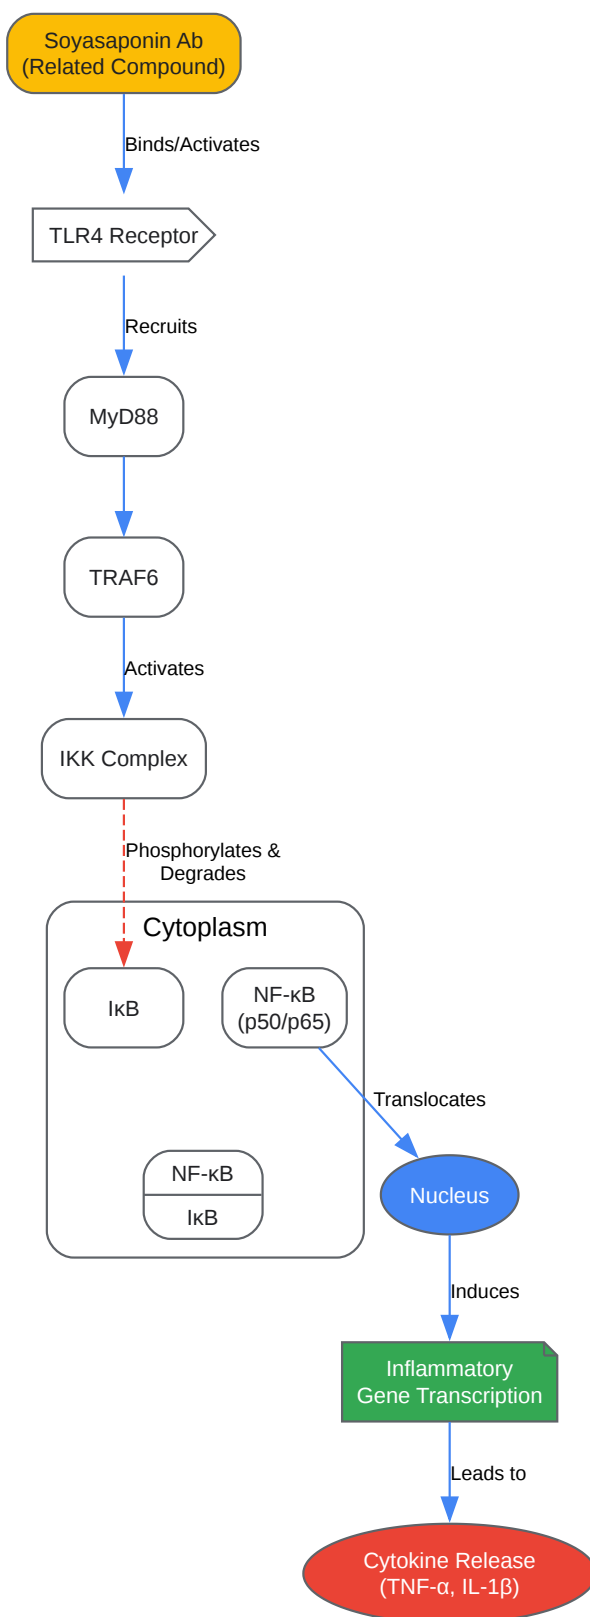 Soyasaponin Ab
(Related Compound)
Binds/Activates
TLR4 Receptor
Recruits
MyD88
TRAF6
Activates
IKK Complex
Phosphorylates &
Degrades
Cytoplasm
IκB
NF-κB
(p50/p65)
Translocates
NF-κB
IκB
Nucleus
Induces
Inflammatory
Gene Transcription
Leads to
Cytokine Release
(TNF-α, IL-1β)